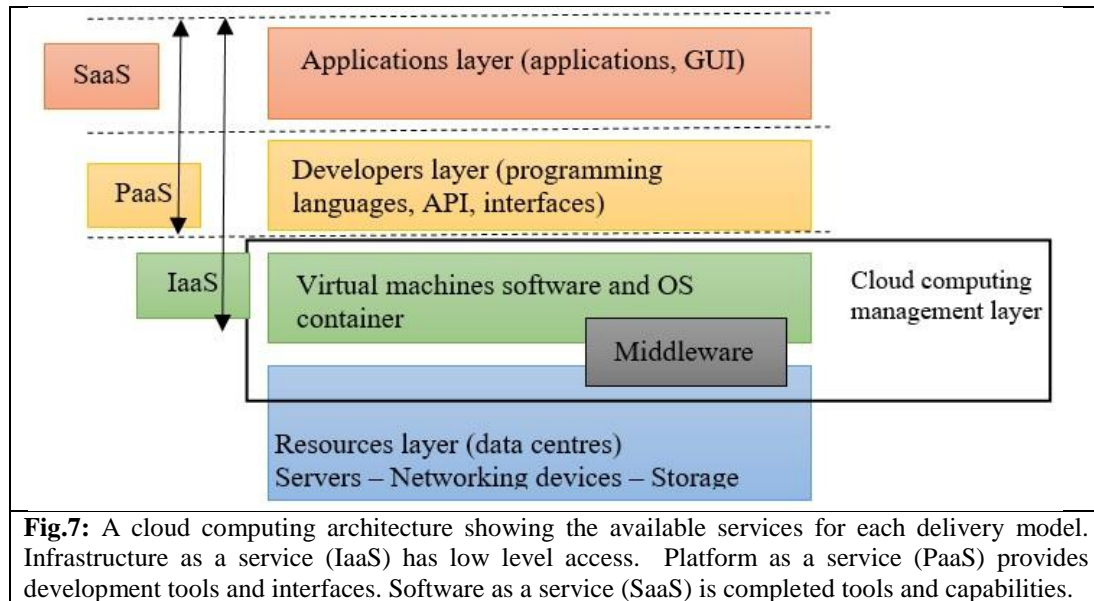 SaaS
Applications layer (applications, GUI)
PaaS
Developers layer (programming
languages, API, interfaces)
IaaS
Virtual machines software and OS
container
Cloud computing
management layer
Middleware
Resources layer (data centres)
Servers – Networking devices – Storage
Fig.7: A cloud computing architecture showing the available services for each delivery model.
Infrastructure as a service (IaaS) has low level access. Platform as a service (PaaS) provides
development tools and interfaces. Software as a service (SaaS) is completed tools and capabilities.